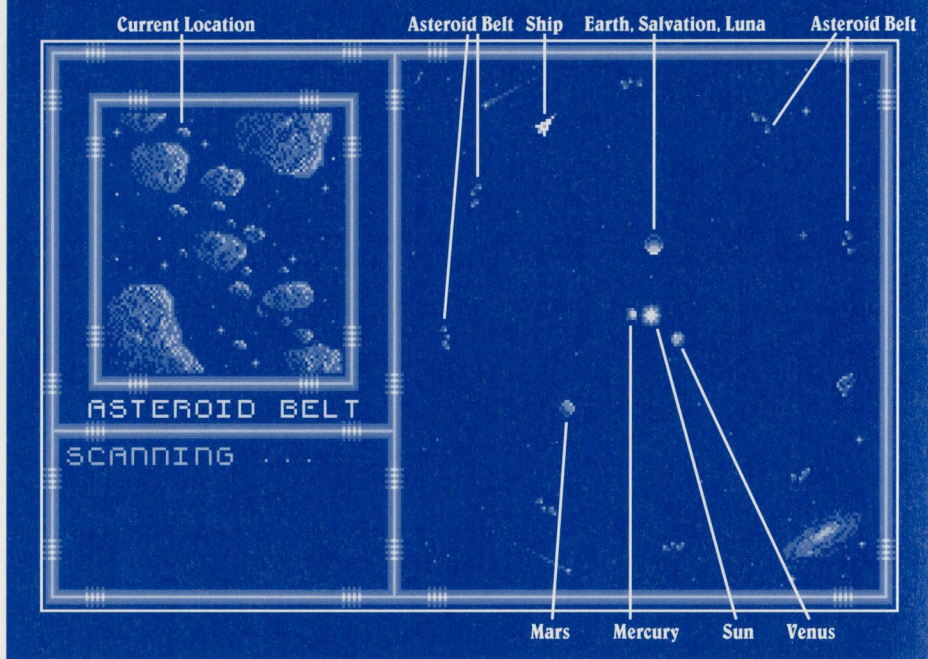 Current Location Asteroid Belt Ship Earth, Salvation, Luna Asteroid Belt
ASTEROID BELT
SCANNING ...
Mars Mercury Sun Venus